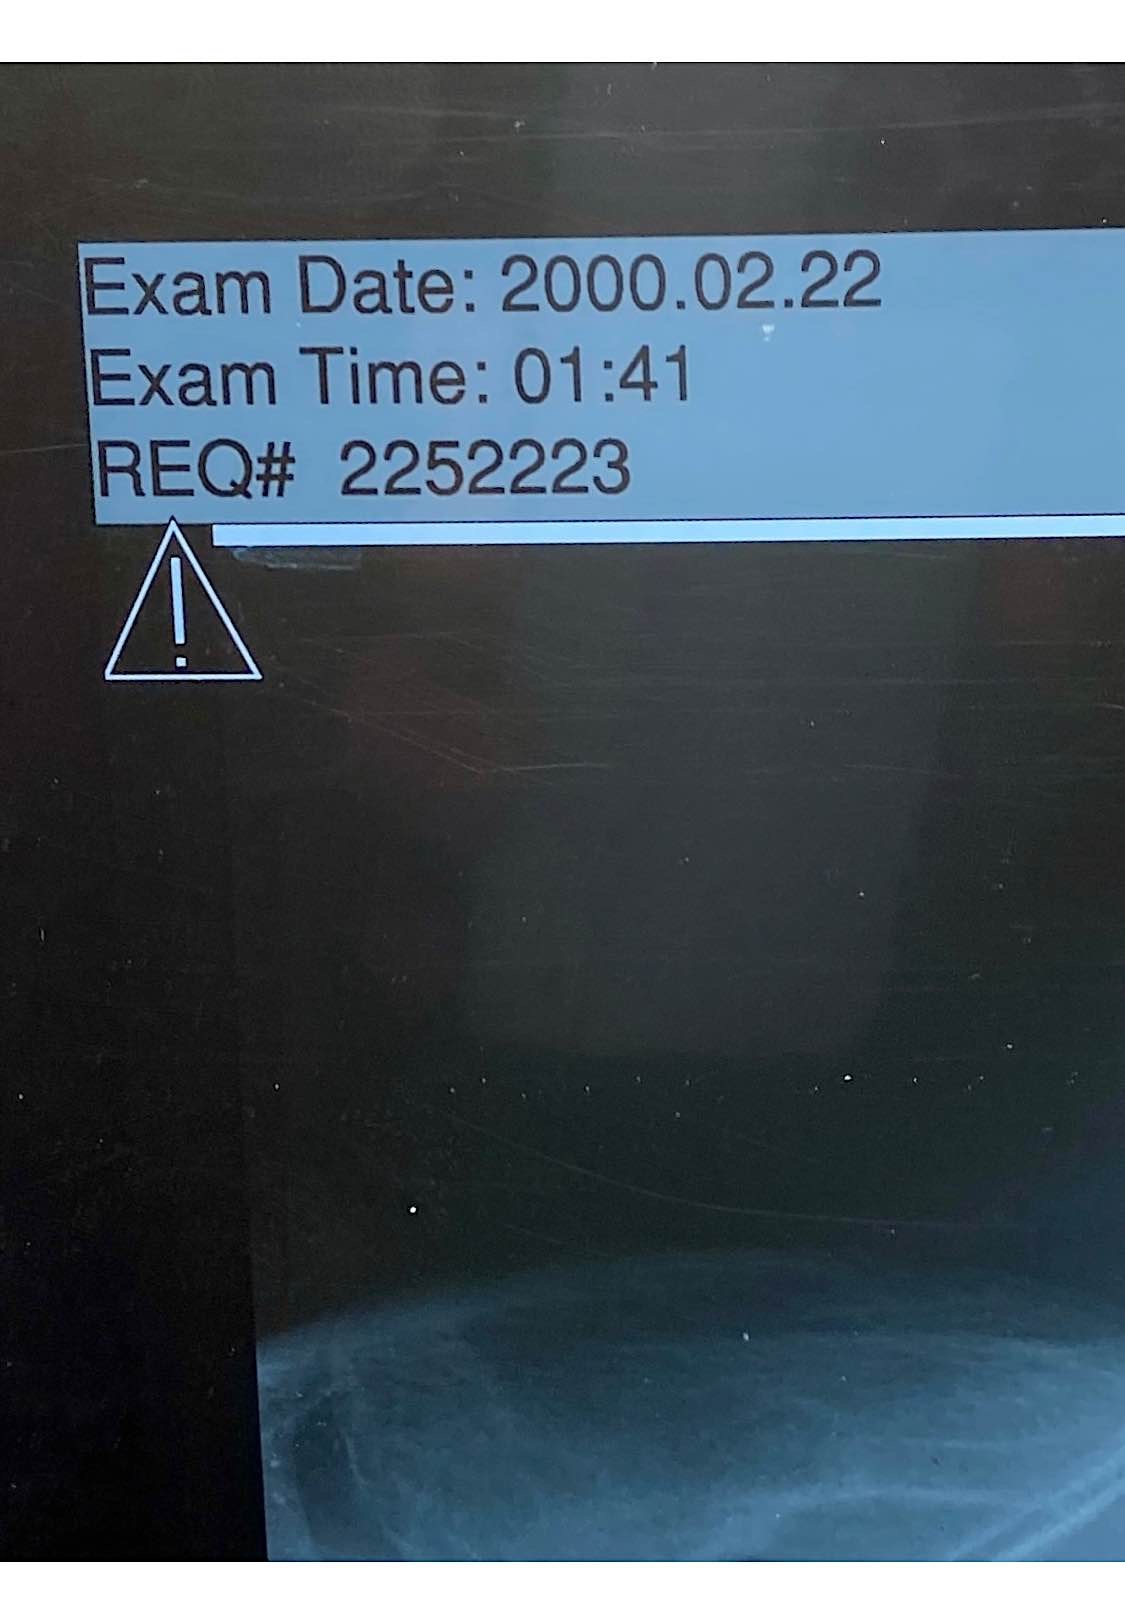 Exam Date: 2000.02.22
Exam Time: 01:41
REQ# 2252223
!